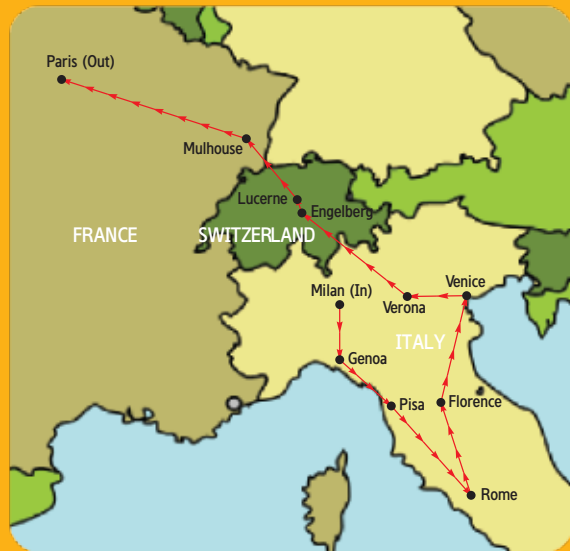 Paris (Out)
Mulhouse
Lucerne
Engelberg
FRANCE
SWITZERLAND
Milan (In)
Verona
Venice
ITALY
Genoa
Pisa
Florence
Rome